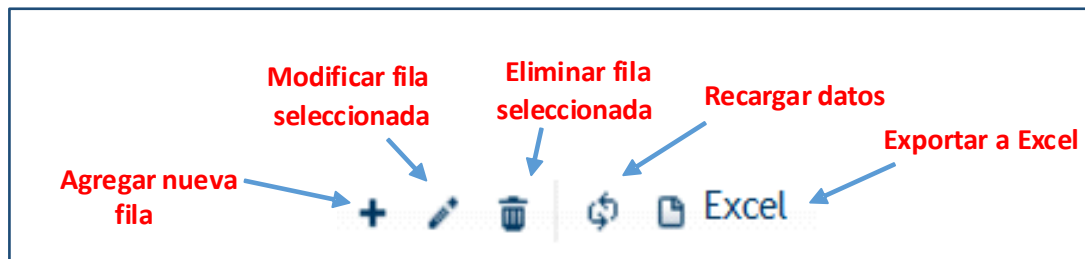 Modificar fila
seleccionada
Eliminar fila
seleccionada
Recargar datos
Exportar a Excel
Agregar nueva
fila
Excel